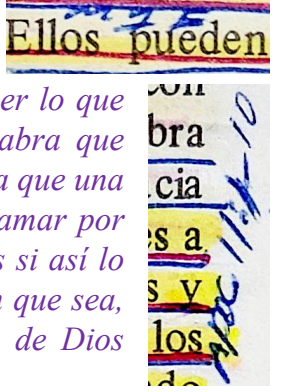 Ellos pueden
er lo que
abra que
a que una
amar por
s si así lo
que sea,
de Dios
bra
cia
s a
s y
los